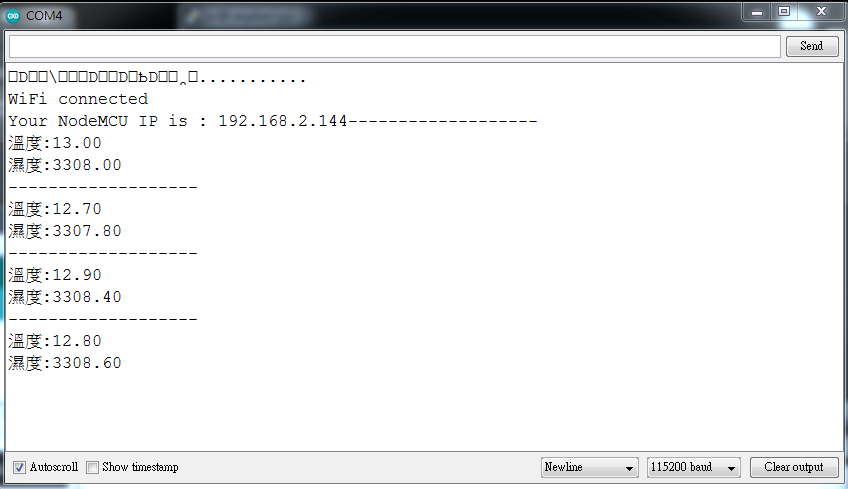 COM4
Send
WiFi connected
Your NodeMCU IP is : 192.168.2.144-------------------
溫度:13.00
濕度:3308.00
-------------------
溫度:12.70
濕度:3307.80
-------------------
溫度:12.90
濕度:3308.40
-------------------
溫度:12.80
濕度:3308.60
Autoscroll Show timestamp Newline 115200 baud Clear output